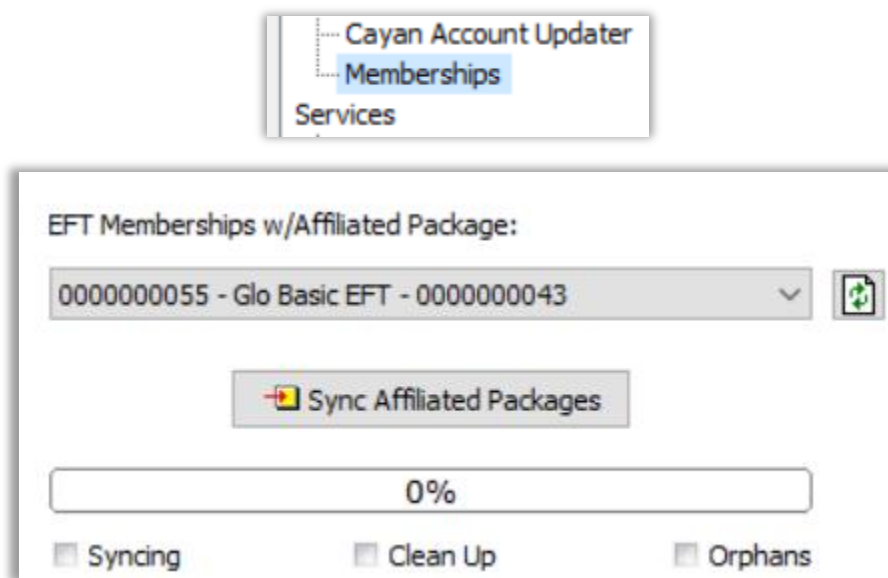 Cayan Account Updater
Memberships
Services
EFT Memberships w/Affiliated Package:
0000000055 - Glo Basic EFT - 0000000043
Sync Affiliated Packages
0%
Syncing Clean Up Orphans